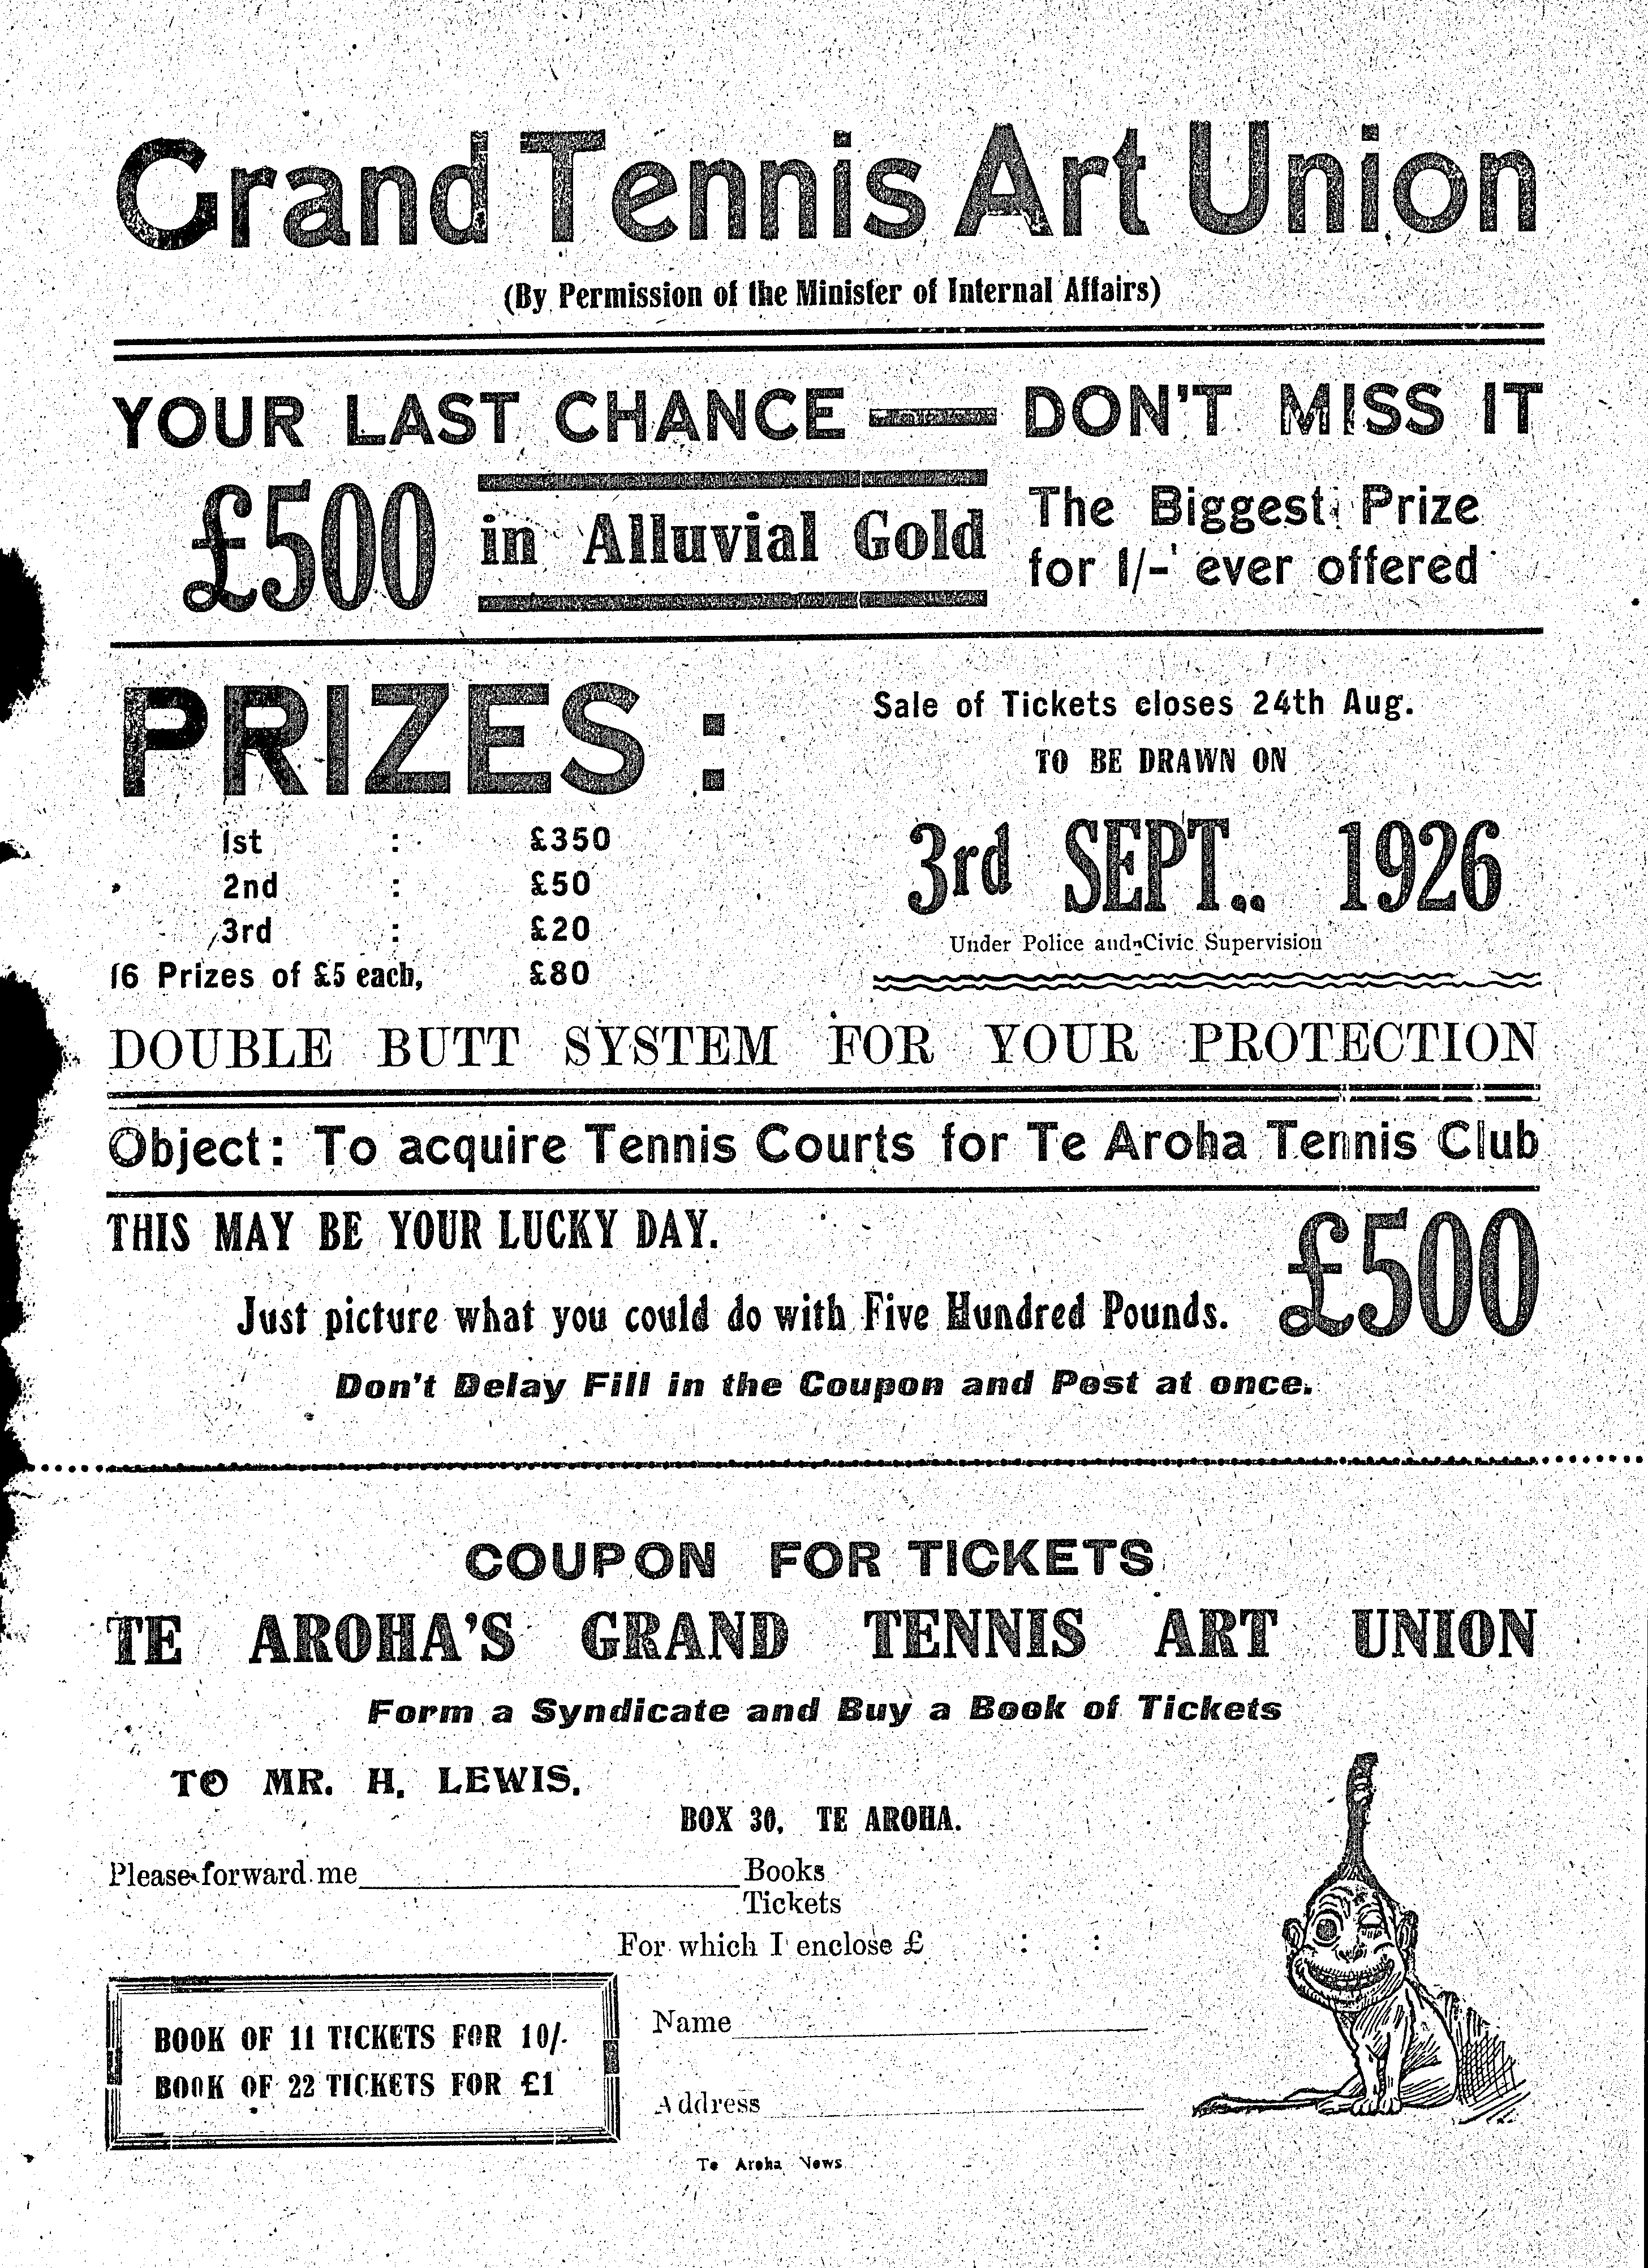 Grand Tennis Art Union
(By Permission of the Minister of Internal Affairs)
YOUR LAST CHANCE — DON'T MISS IT
£500 in Alluvial Gold
The Biggest Prize
for 1/- ever offered
PRIZES :
1st : £350
2nd : £50
3rd : £20
16 Prizes of £5 each, £80
Sale of Tickets closes 24th Aug.
TO BE DRAWN ON
3rd SEPT., 1926
Under Police and Civic Supervision
DOUBLE BUTT SYSTEM FOR YOUR PROTECTION
Object: To acquire Tennis Courts for Te Aroha Tennis Club
THIS MAY BE YOUR LUCKY DAY.
Just picture what you could do with Five Hundred Pounds. £500
Don't Delay Fill in the Coupon and Post at once.
COUPON FOR TICKETS
TE AROHA'S GRAND TENNIS ART UNION
Form a Syndicate and Buy a Book of Tickets
TO MR. H. LEWIS.
BOX 30, TE AROHA.
Please forward me Books
Tickets
For which I enclose £ : :
BOOK OF 11 TICKETS FOR 10/-
BOOK OF 22 TICKETS FOR £1
Name
Address
Te Aroha News